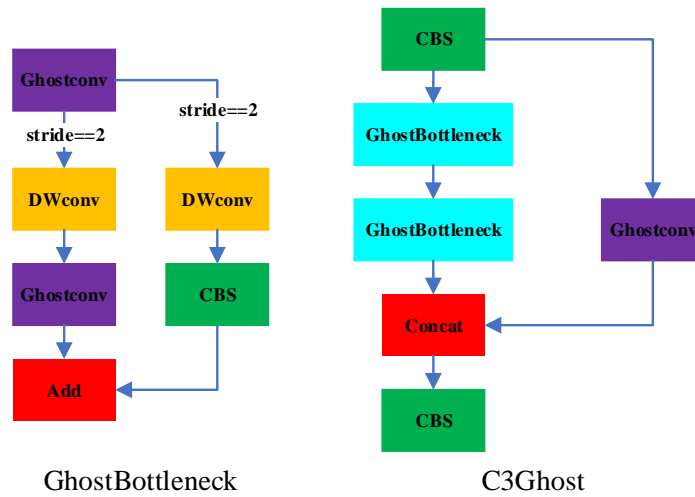 Ghostconv
stride==2
stride==2
DWconv
DWconv
Ghostconv
CBS
Add
GhostBottleneck
CBS
GhostBottleneck
GhostBottleneck
Ghostconv
Concat
CBS
C3Ghost